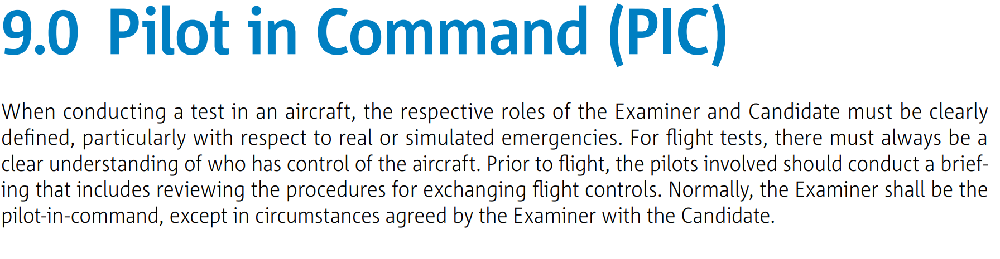 9.0 Pilot in Command (PIC)
When conducting a test in an aircraft, the respective roles of the Examiner and Candidate must be clearly
defined, particularly with respect to real or simulated emergencies. For flight tests, there must always be a
clear understanding of who has control of the aircraft. Prior to flight, the pilots involved should conduct a brief-
ing that includes reviewing the procedures for exchanging flight controls. Normally, the Examiner shall be the
pilot-in-command, except in circumstances agreed by the Examiner with the Candidate.